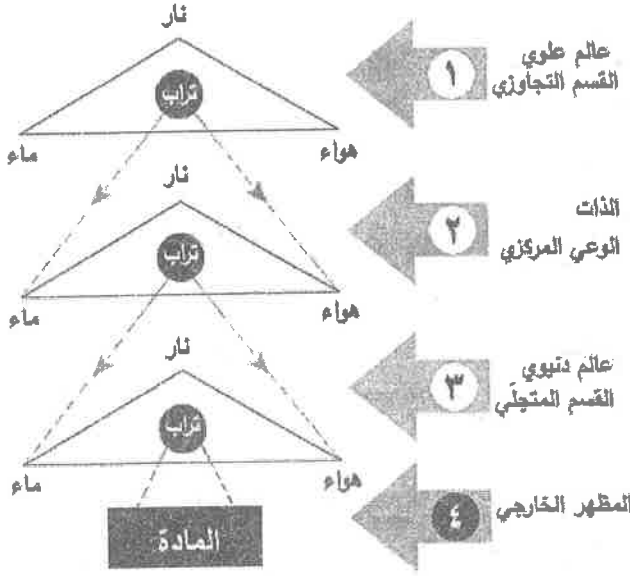 نار
عالم علوي
القسم التجاوزي
١
تراب
ماء
هواء
نار
الذات
الوعي المركزي
٢
تراب
ماء
هواء
نار
عالم دنيوي
القسم المتجلّي
٣
تراب
ماء
هواء
المظهر الخارجي
٤
المادة